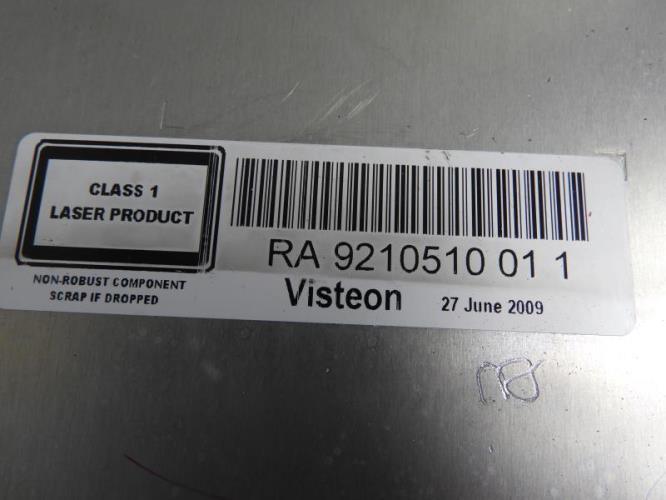 CLASS 1
LASER PRODUCT
NON-ROBUST COMPONENT
SCRAP IF DROPPED
RA 9210510 01 1
Visteon 27 June 2009